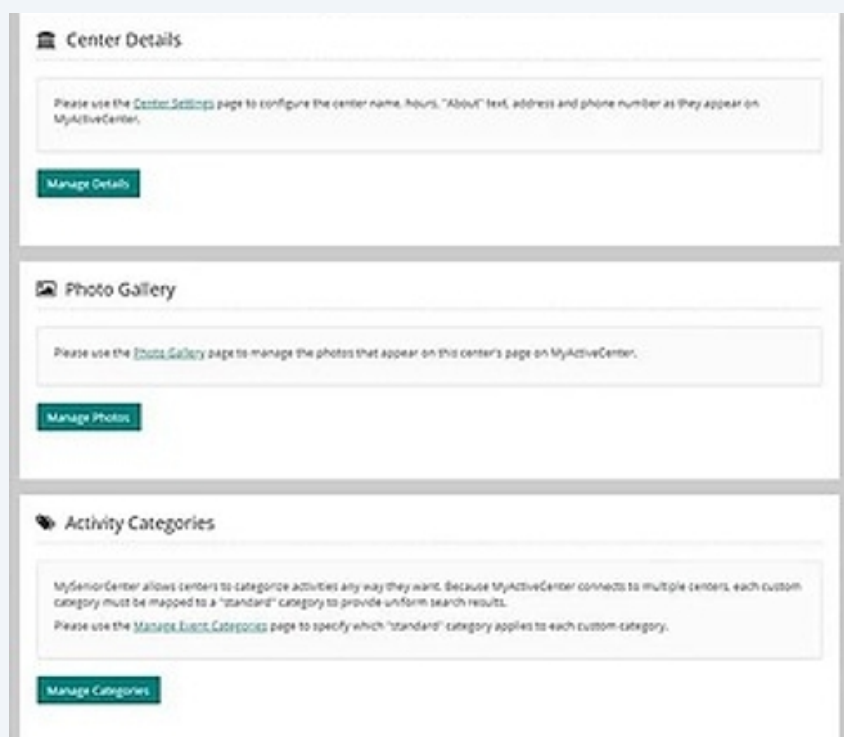 Center Details
Please use the Center Settings page to configure the center name, hours, "About" text, address and phone number as they appear on
MyActiveCenter.
Manage Details
Photo Gallery
Please use the Photo Gallery page to manage the photos that appear on this center's page on MyActiveCenter.
Manage Photos
Activity Categories
MySeniorCenter allows centers to categorize activities any way they want. Because MyActiveCenter connects to multiple centers, each custom
category must be mapped to a "standard" category to provide uniform search results.
Please use the Manage Event Categories page to specify which "standard" category applies to each custom category.
Manage Categories